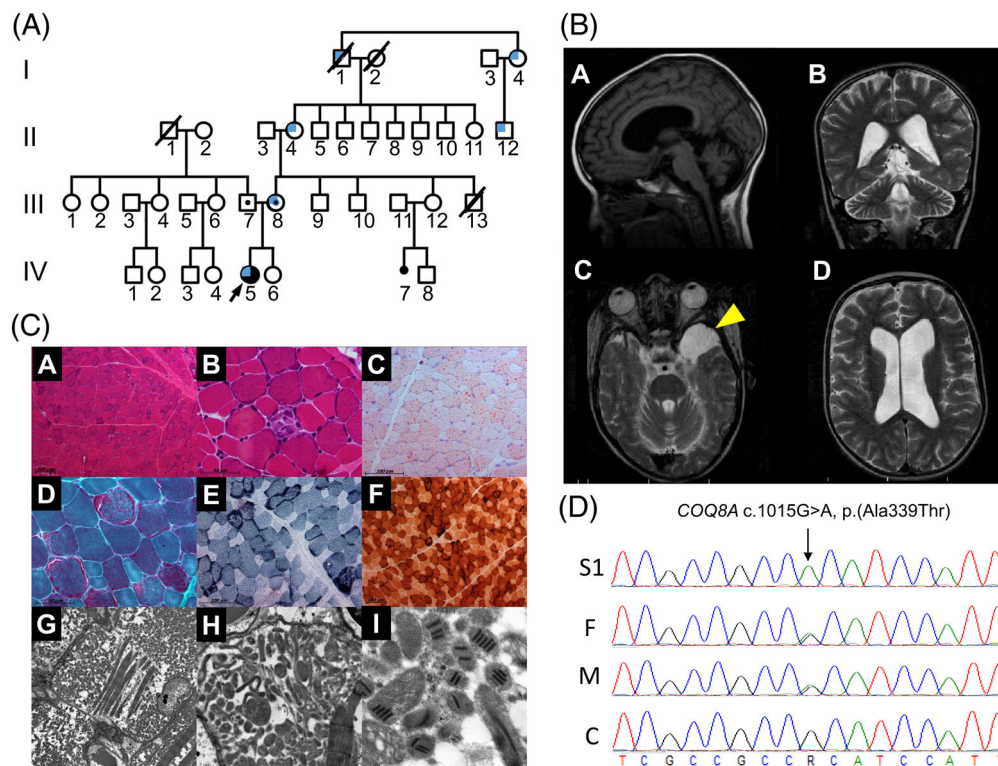 (A)
I
1 2 3 4
II
1 2 3 4 5 6 7 8 9 10 11 12
III
1 2 3 4 5 6 7 8 9 10 11 12 13
IV
1 2 3 4 5 6 7 8
(B)
A B
C D
(C)
A B C
D E F
G H I
(D)
COQ8A c.1015G>A, p.(Ala339Thr)
S1
F
M
C
T C G C C G C C R C A T C C A T